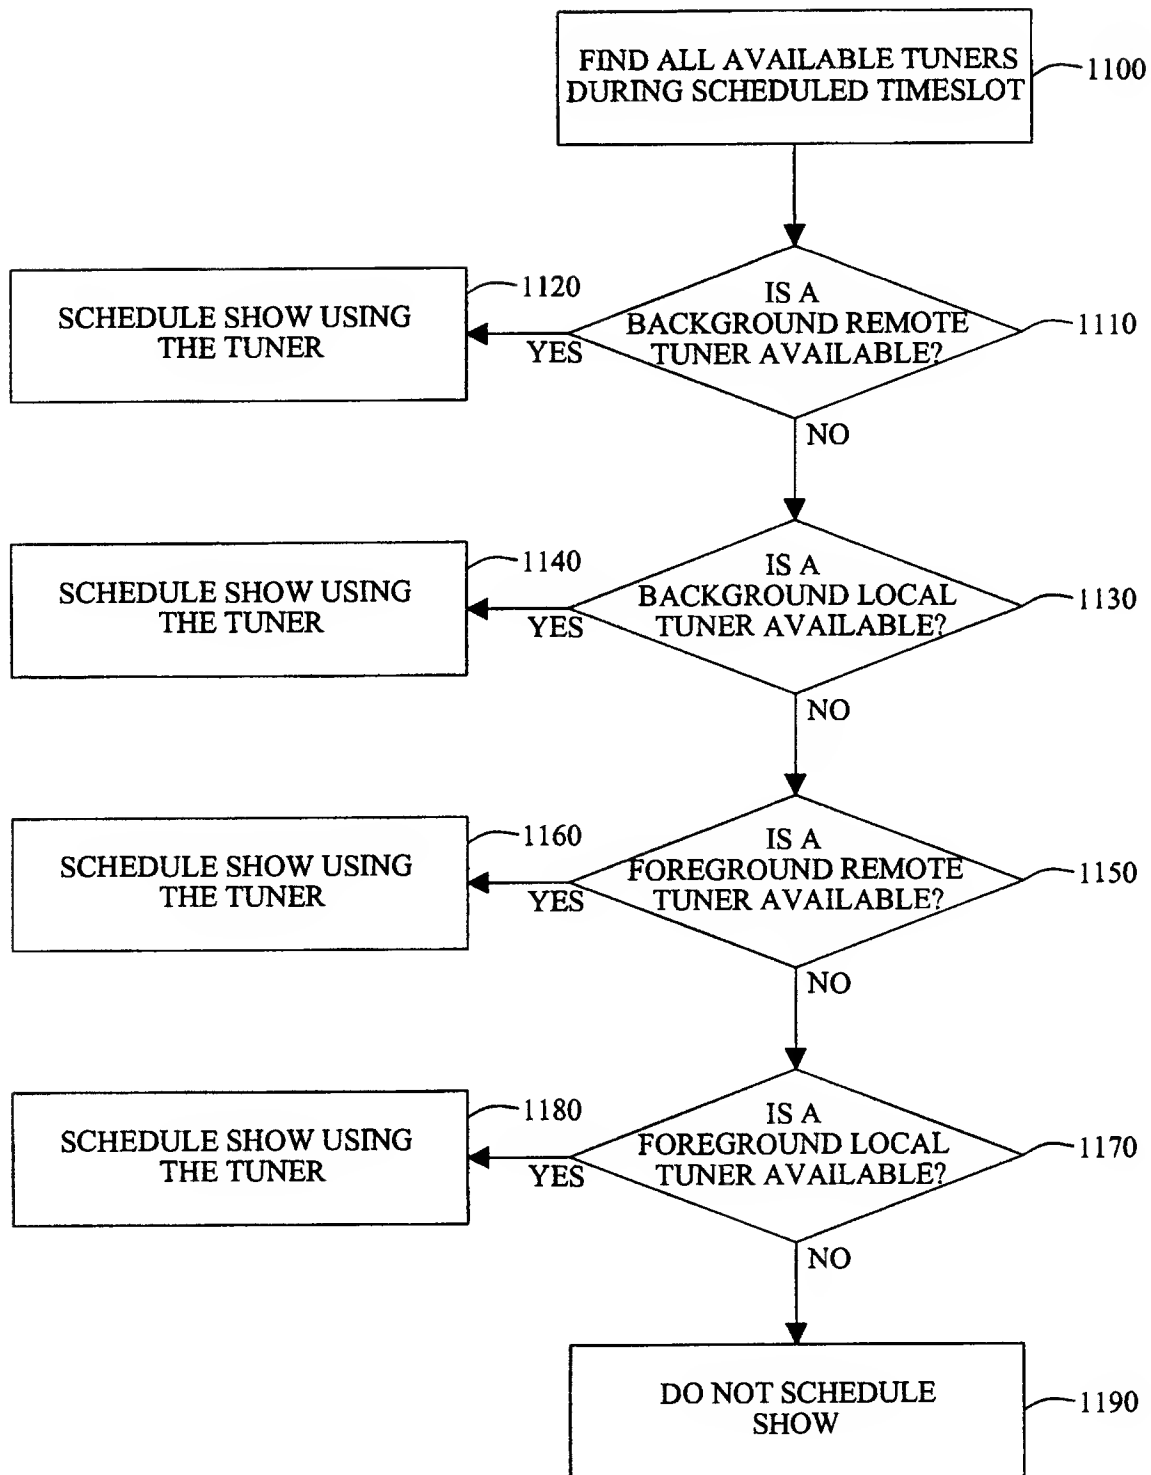 FIND ALL AVAILABLE TUNERS
DURING SCHEDULED TIMESLOT
1100
IS A
BACKGROUND REMOTE
TUNER AVAILABLE?
1110
YES
NO
SCHEDULE SHOW USING
THE TUNER
1120
IS A
BACKGROUND LOCAL
TUNER AVAILABLE?
1130
YES
NO
SCHEDULE SHOW USING
THE TUNER
1140
IS A
FOREGROUND REMOTE
TUNER AVAILABLE?
1150
YES
NO
SCHEDULE SHOW USING
THE TUNER
1160
IS A
FOREGROUND LOCAL
TUNER AVAILABLE?
1170
YES
NO
SCHEDULE SHOW USING
THE TUNER
1180
DO NOT SCHEDULE
SHOW
1190